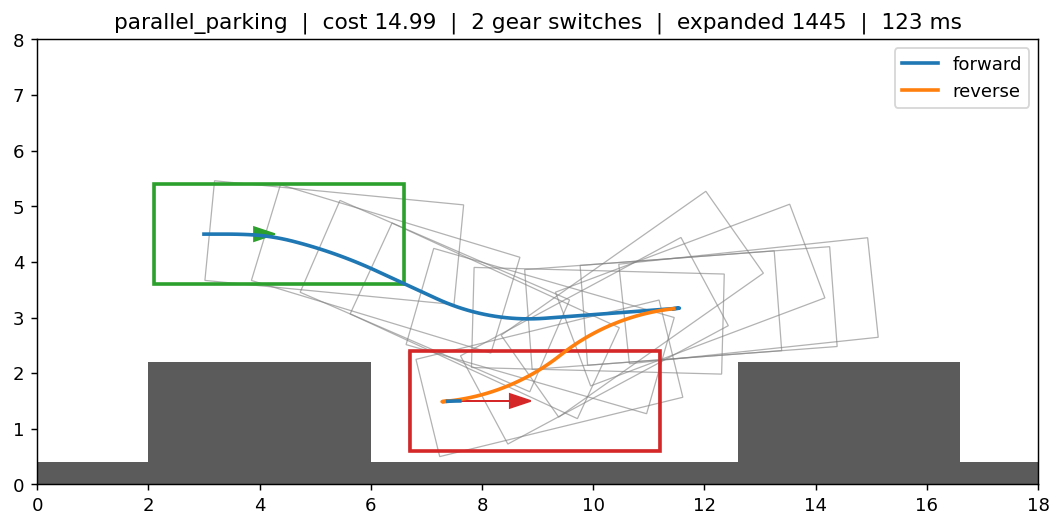 parallel_parking | cost 14.99 | 2 gear switches | expanded 1445 | 123 ms
forward
reverse
8
7
6
5
4
3
2
1
0
0 2 4 6 8 10 12 14 16 18